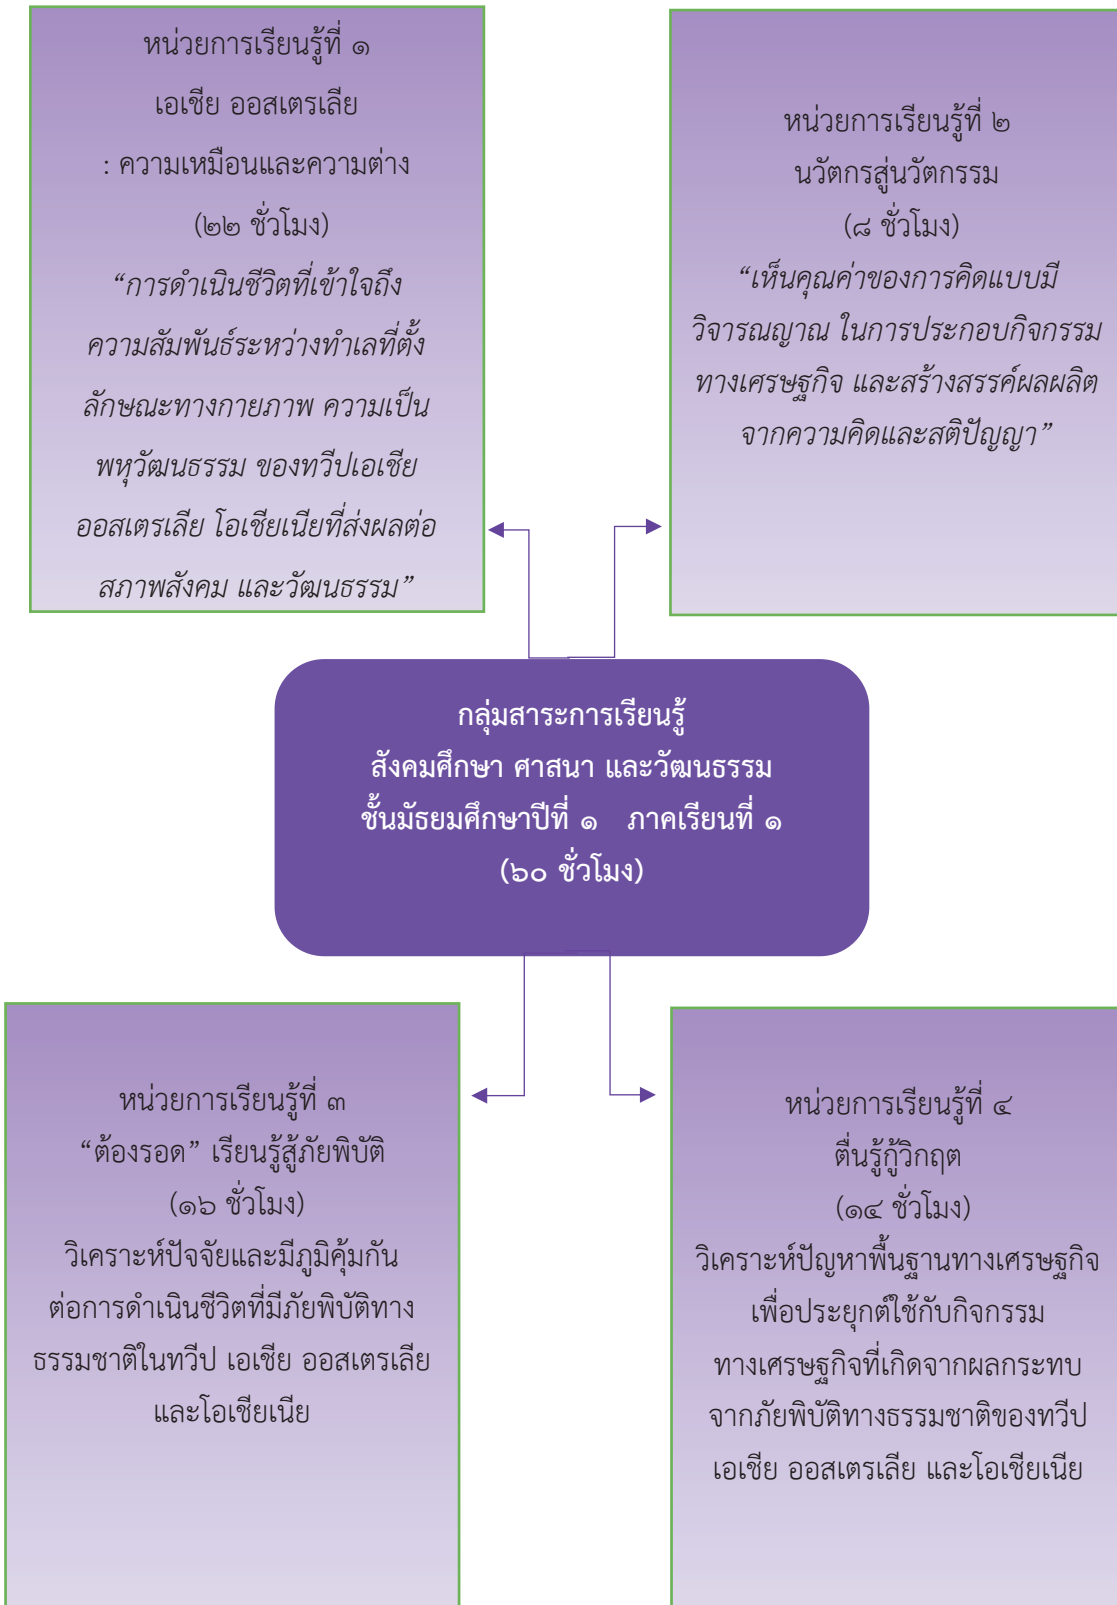 หน่วยการเรียนรู้ที่ ๑
เอเชีย ออสเตรเลีย
: ความเหมือนและความต่าง
(๒๒ ชั่วโมง)
“การดำเนินชีวิตที่เข้าใจถึง
ความสัมพันธ์ระหว่างทำเลที่ตั้ง
ลักษณะทางกายภาพ ความเป็น
พหุวัฒนธรรม ของทวีปเอเชีย
ออสเตรเลีย โอเชียเนียที่ส่งผลต่อ
สภาพสังคม และวัฒนธรรม”
หน่วยการเรียนรู้ที่ ๒
นวัตกรสู่นวัตกรรม
(๘ ชั่วโมง)
“เห็นคุณค่าของการคิดแบบมี
วิจารณญาณ ในการประกอบกิจกรรม
ทางเศรษฐกิจ และสร้างสรรค์ผลผลิต
จากความคิดและสติปัญญา”
กลุ่มสาระการเรียนรู้
สังคมศึกษา ศาสนา และวัฒนธรรม
ชั้นมัธยมศึกษาปีที่ ๑ ภาคเรียนที่ ๑
(๖๐ ชั่วโมง)
หน่วยการเรียนรู้ที่ ๓
“ต้องรอด” เรียนรู้สู้ภัยพิบัติ
(๑๖ ชั่วโมง)
วิเคราะห์ปัจจัยและมีภูมิคุ้มกัน
ต่อการดำเนินชีวิตที่มีภัยพิบัติทาง
ธรรมชาติในทวีป เอเชีย ออสเตรเลีย
และโอเชียเนีย
หน่วยการเรียนรู้ที่ ๔
ตื่นรู้กู้วิกฤต
(๑๔ ชั่วโมง)
วิเคราะห์ปัญหาพื้นฐานทางเศรษฐกิจ
เพื่อประยุกต์ใช้กับกิจกรรม
ทางเศรษฐกิจที่เกิดจากผลกระทบ
จากภัยพิบัติทางธรรมชาติของทวีป
เอเชีย ออสเตรเลีย และโอเชียเนีย